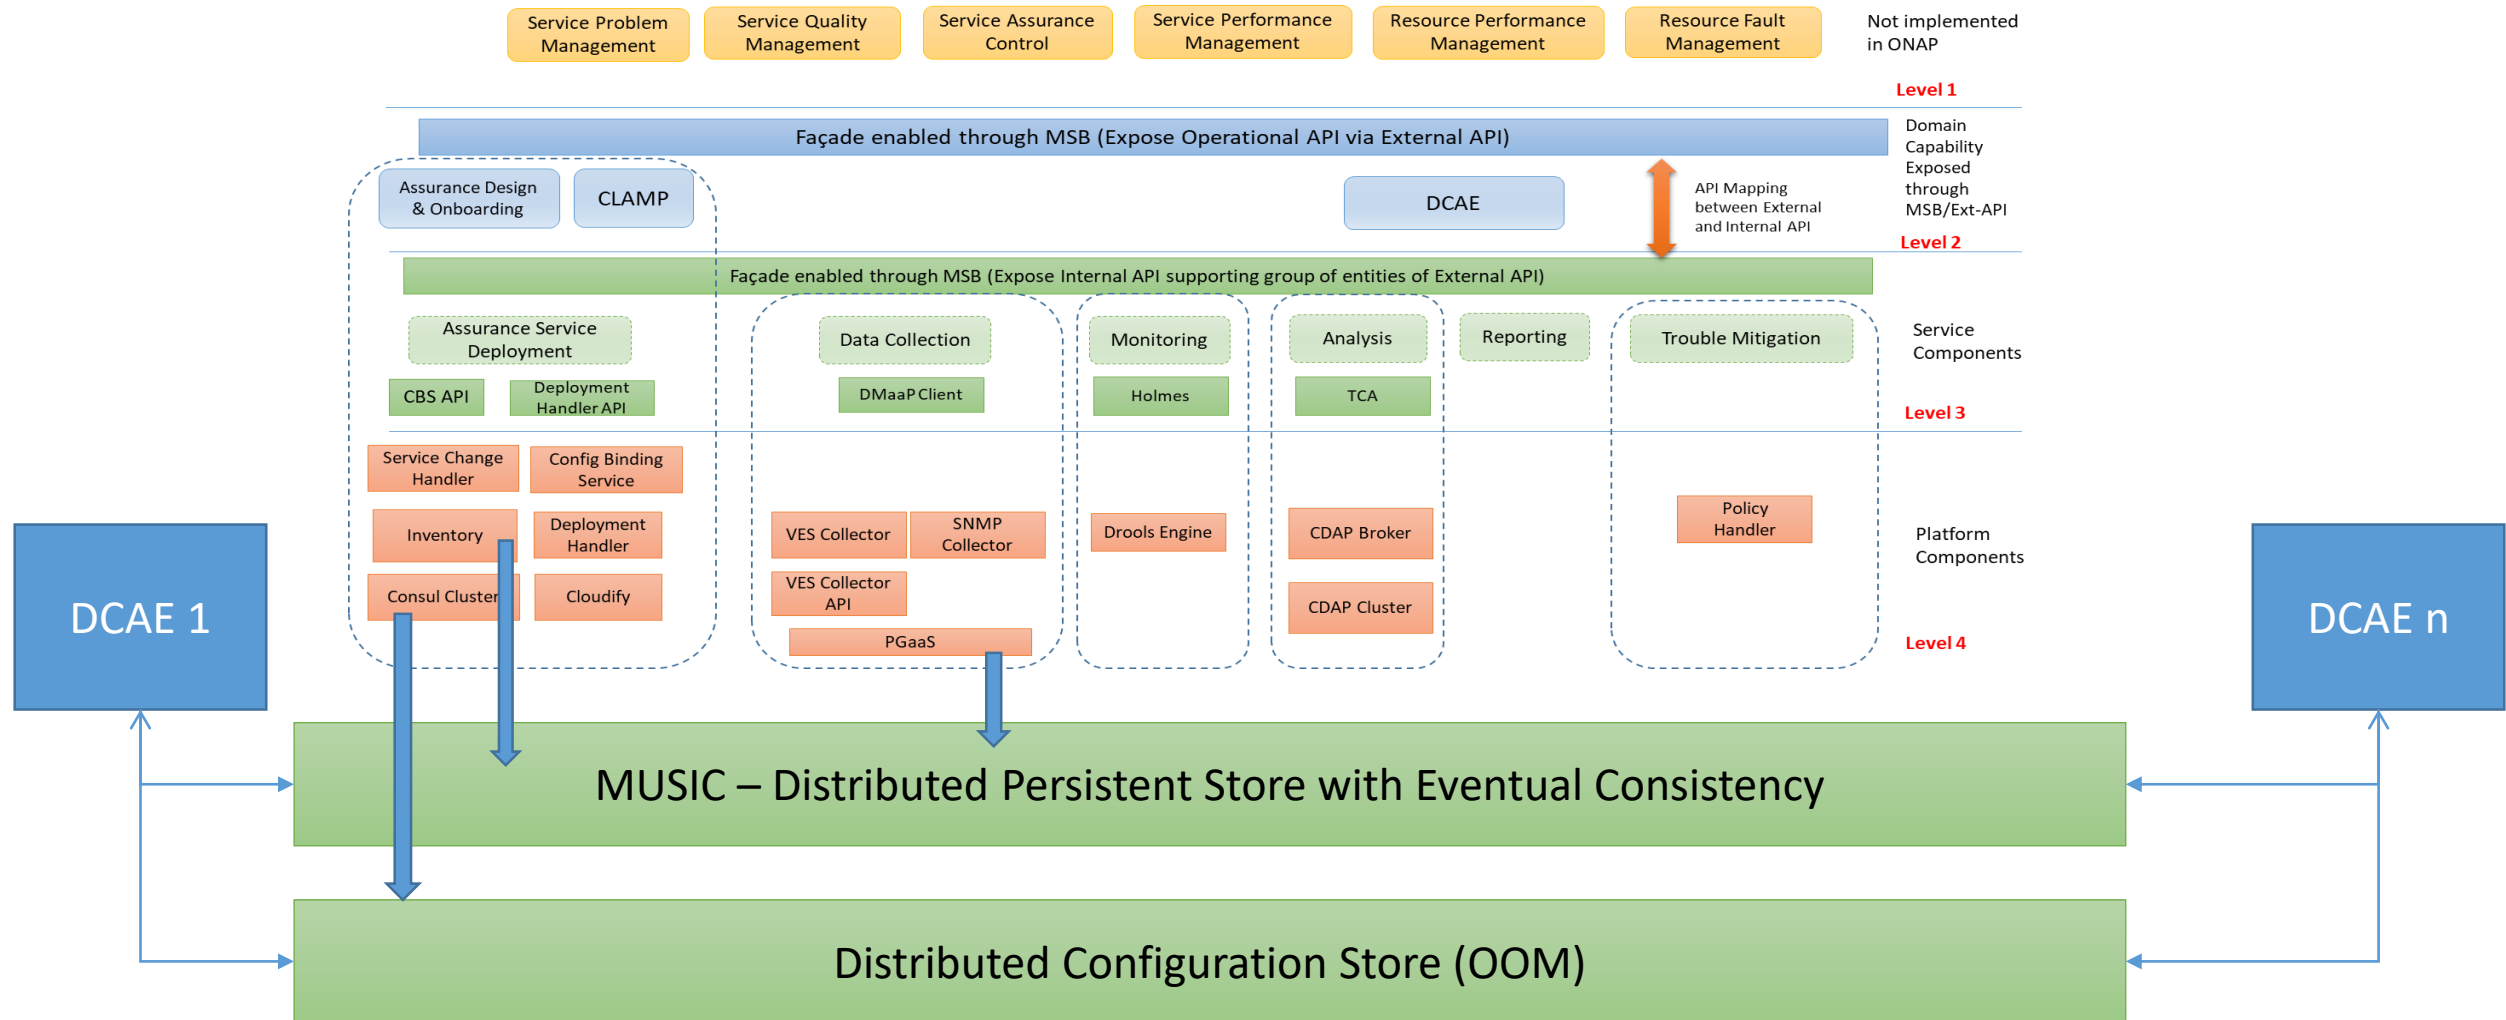 Service Problem
Management
Service Quality
Management
Service Assurance
Control
Service Performance
Management
Resource Performance
Management
Resource Fault
Management
Not implemented
in ONAP
Level 1
Façade enabled through MSB (Expose Operational API via External API)
Domain
Capability
Exposed
through
MSB/Ext-API
Assurance Design
& Onboarding
CLAMP
DCAE
API Mapping
between External
and Internal API
Level 2
Façade enabled through MSB (Expose Internal API supporting group of entities of External API)
Assurance Service
Deployment
Data Collection
Monitoring
Analysis
Reporting
Trouble Mitigation
Service
Components
CBS API
Deployment
Handler API
DMaaP Client
Holmes
TCA
Level 3
Service Change
Handler
Config Binding
Service
Inventory
Deployment
Handler
VES Collector
SNMP
Collector
Drools Engine
CDAP Broker
Policy
Handler
Platform
Components
Consul Cluster
Cloudify
VES Collector
API
CDAP Cluster
PGaaS
Level 4
DCAE 1
DCAE n
MUSIC – Distributed Persistent Store with Eventual Consistency
Distributed Configuration Store (OOM)